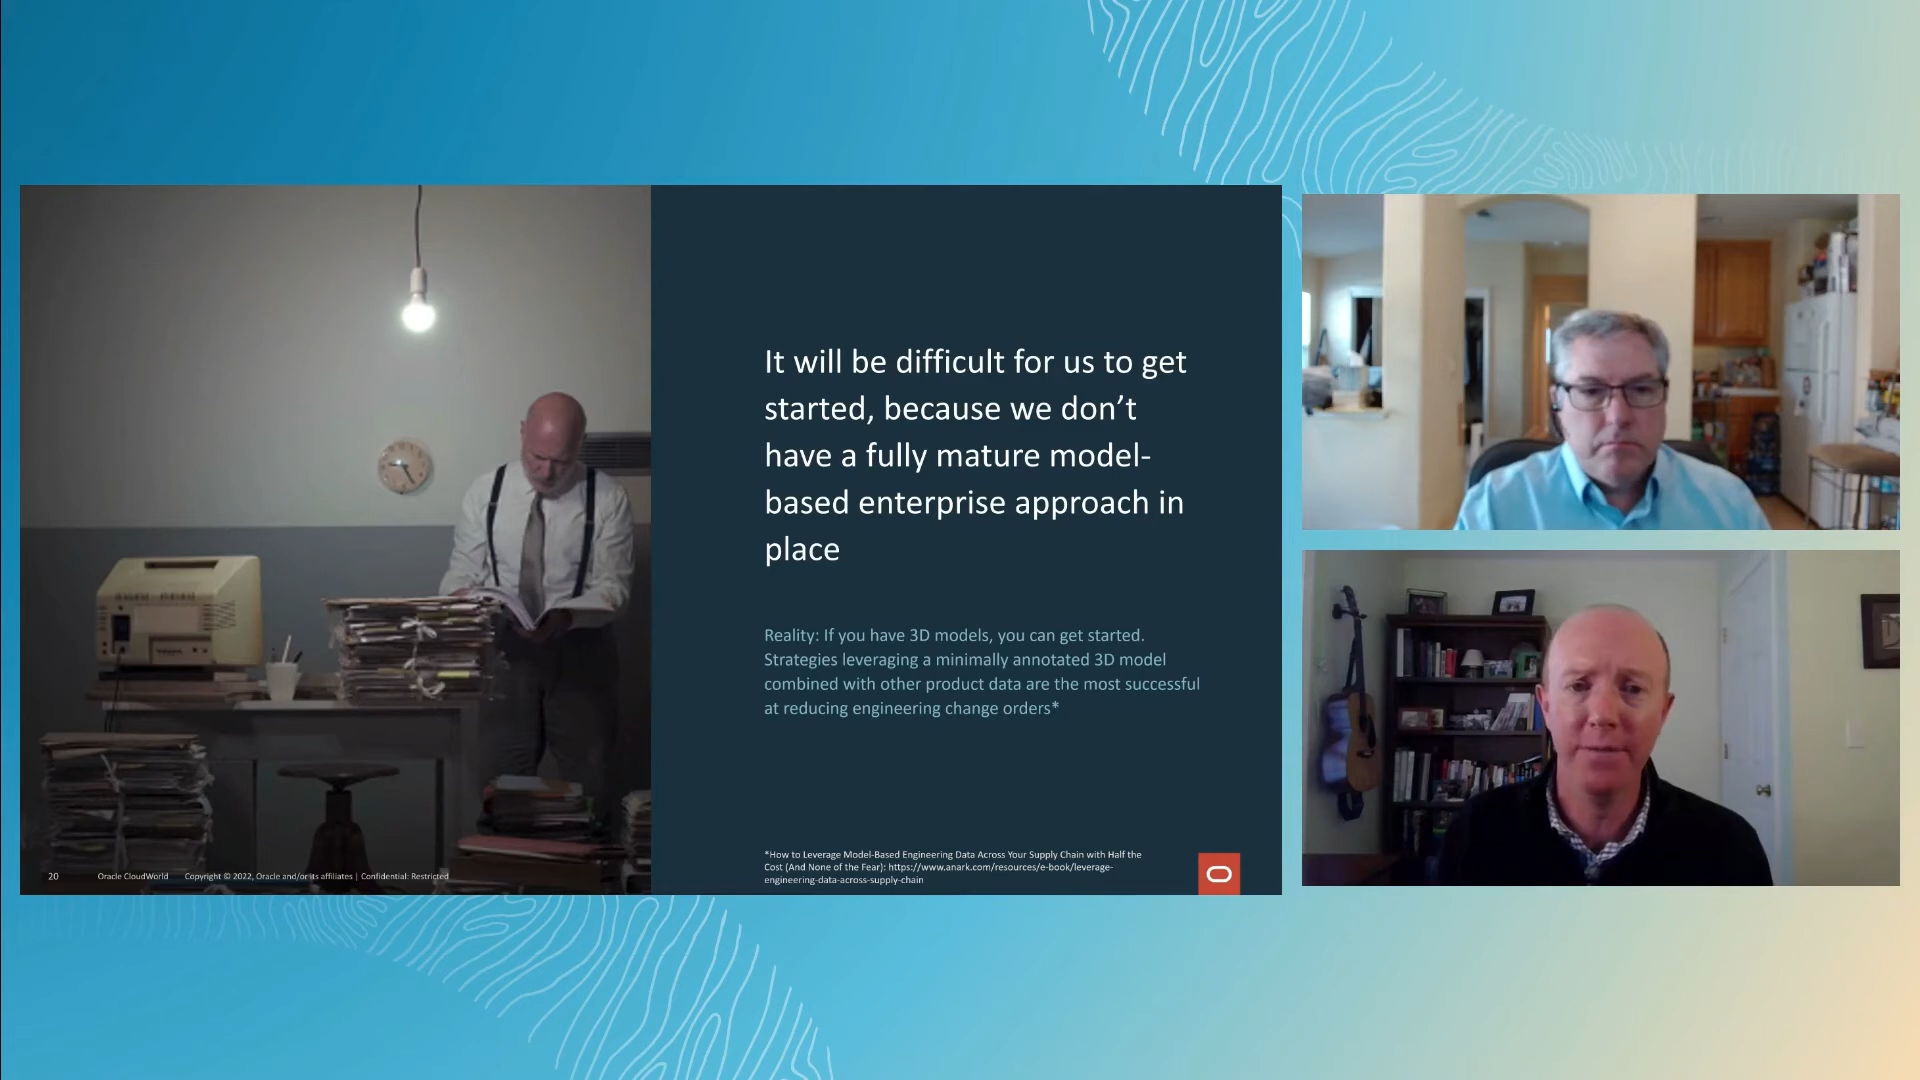 It will be difficult for us to get
started, because we don’t
have a fully mature model-
based enterprise approach in
place
Reality: If you have 3D models, you can get started.
Strategies leveraging a minimally annotated 3D model
combined with other product data are the most successful
at reducing engineering change orders*
*How to Leverage Model-Based Engineering Data Across Your Supply Chain with Half the
Cost (And None of the Fear): https://www.anark.com/resources/e-book/leverage-
engineering-data-across-supply-chain
20 Oracle CloudWorld Copyright © 2022, Oracle and/or its affiliates | Confidential: Restricted